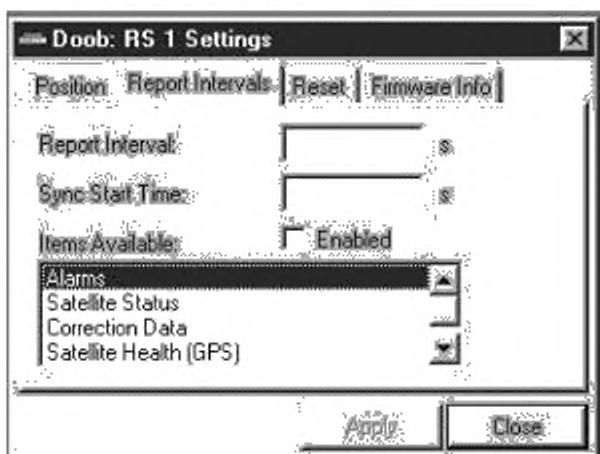 Doob: RS 1 Settings
Position Report Intervals Reset Firmware Info
Report Interval: s
Sync Start Time: s
Items Available: Enabled
Alarms
Satellite Status
Correction Data
Satellite Health (GPS)
Apply Close